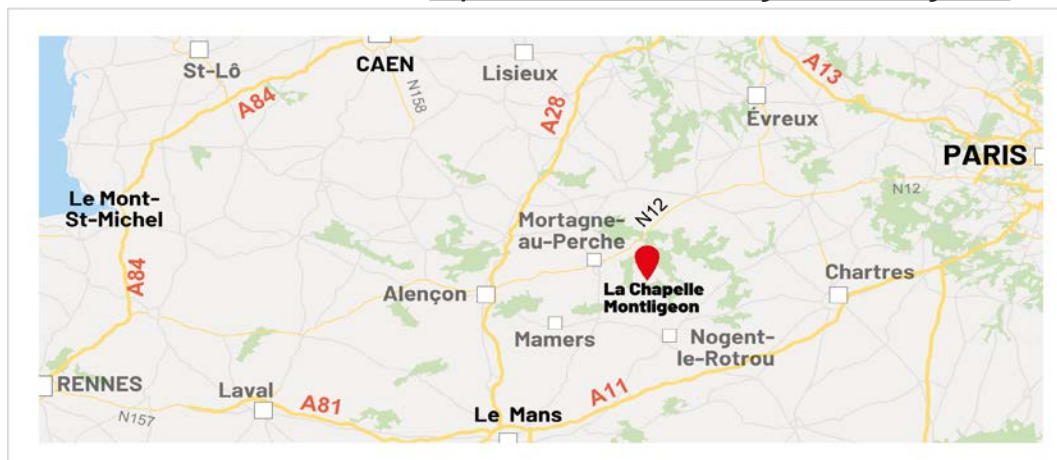 St-Lô
CAEN
Lisieux
A13
A84
N158
A28
Évreux
PARIS
N12
Le Mont-
St-Michel
Mortagne-
au-Perche
N12
A84
Alençon
La Chapelle
Montligeon
Chartres
Mamers
Nogent-
le-Rotrou
RENNES
Laval
A81
A11
N157
Le Mans